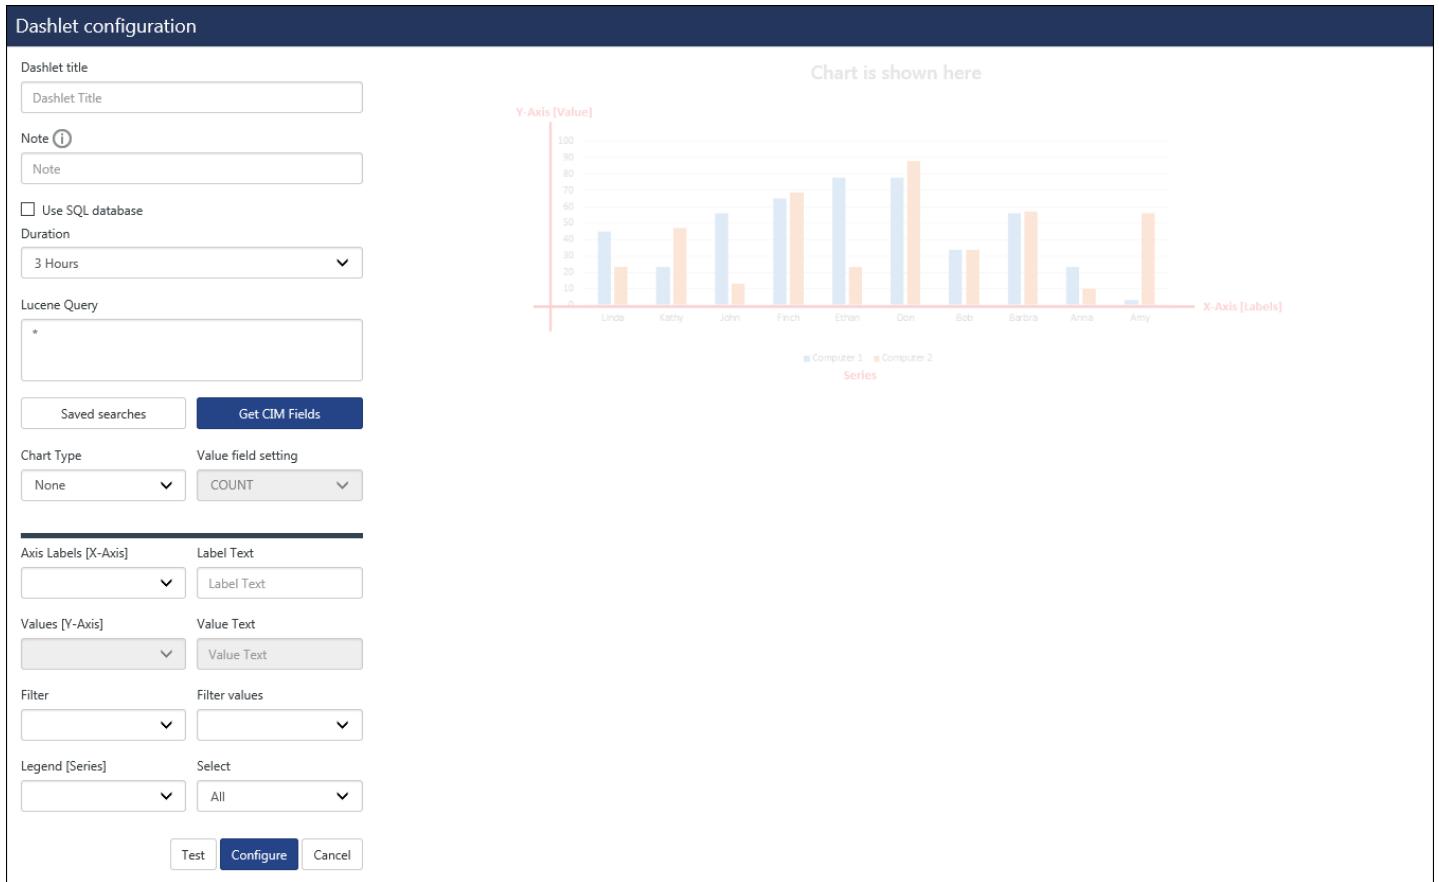 Dashlet configuration
Dashlet title
Dashlet Title
Note i
Note
Use SQL database
Duration
3 Hours
Lucene Query
*
Saved searches Get CIM Fields
Chart Type Value field setting
None COUNT
Axis Labels [X-Axis] Label Text
Label Text
Values [Y-Axis] Value Text
Value Text
Filter Filter values
Legend [Series] Select
All
Test Configure Cancel
Chart is shown here
Y-Axis [Value]
100
90
80
70
60
50
40
30
20
10
0
Linda Kathy John Finch Ethan Don Bob Barbra Anna Amy
X-Axis [Labels]
Computer 1 Computer 2
Series